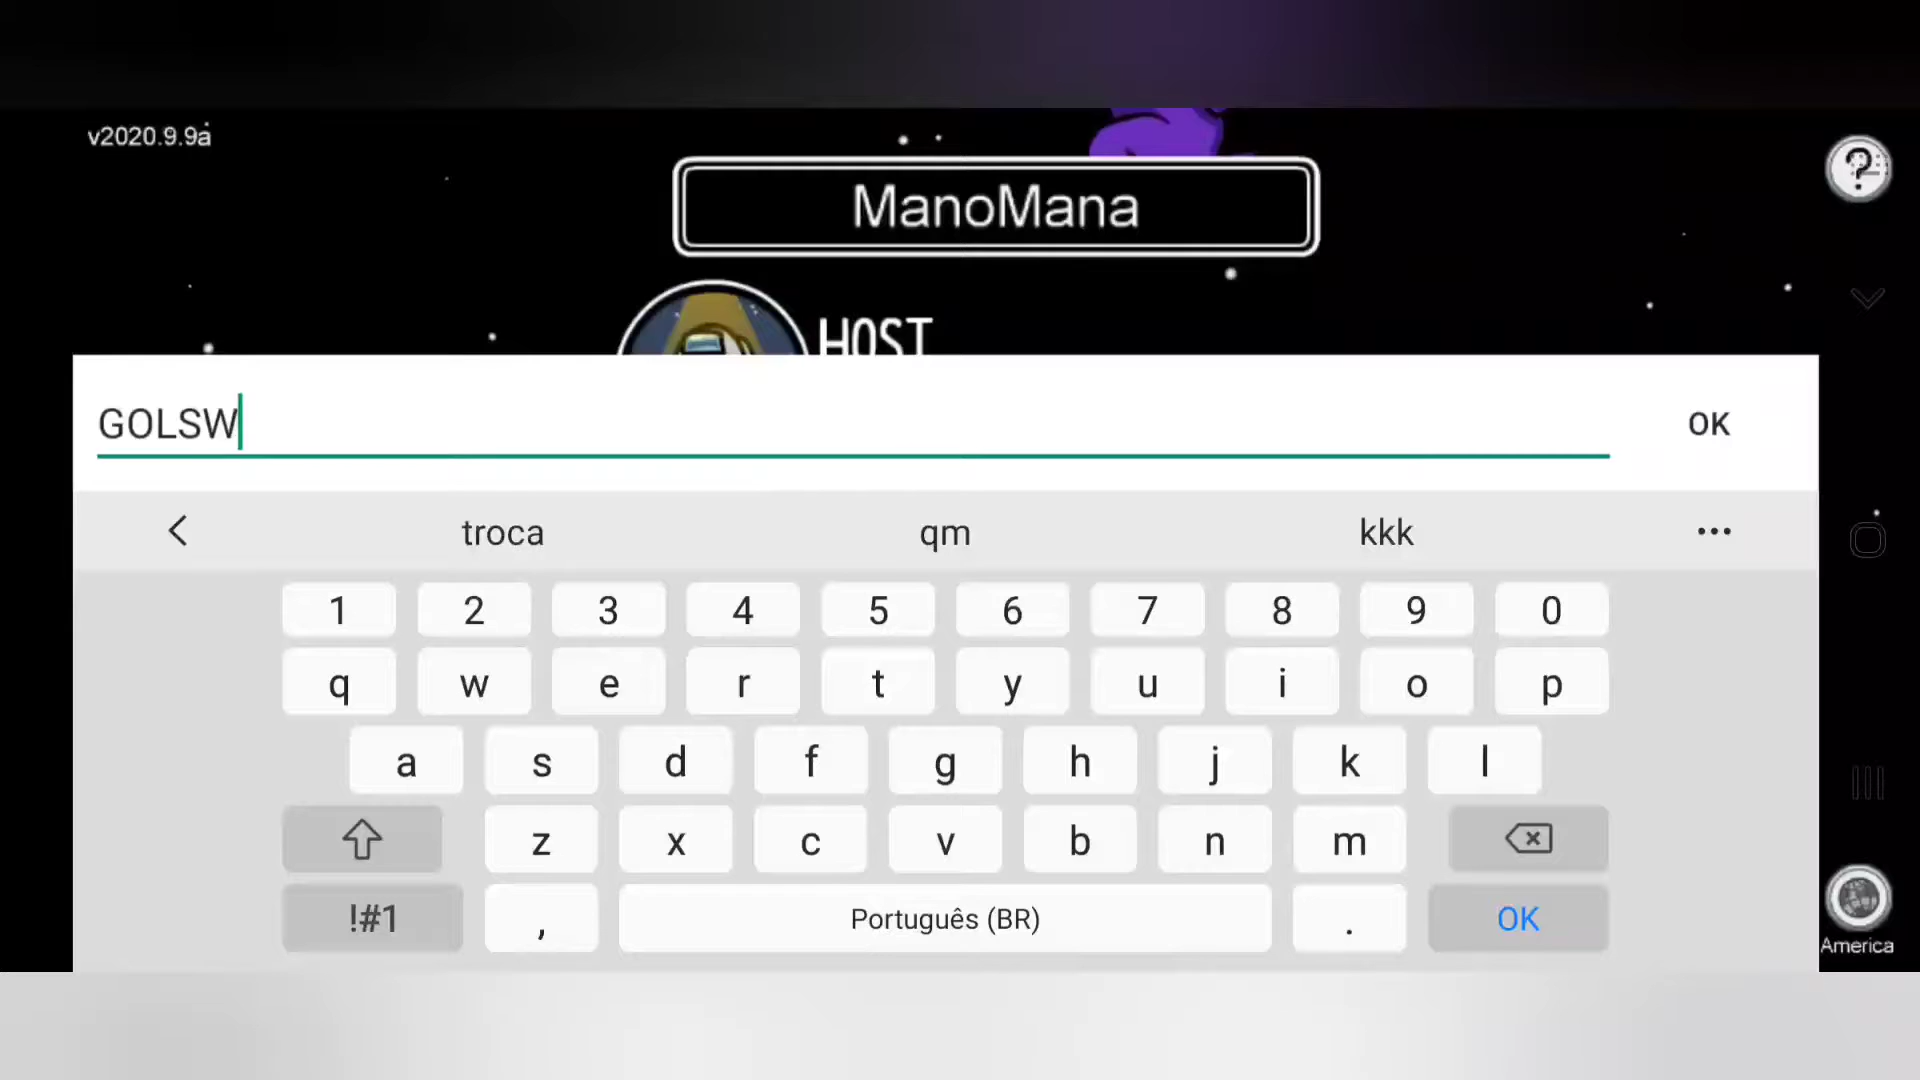 v2020.9.9a
ManoMana
HOST
GOLSW
OK
troca qm kkk
1 2 3 4 5 6 7 8 9 0
q w e r t y u i o p
a s d f g h j k l
z x c v b n m
!#1 , Português (BR) . OK
America